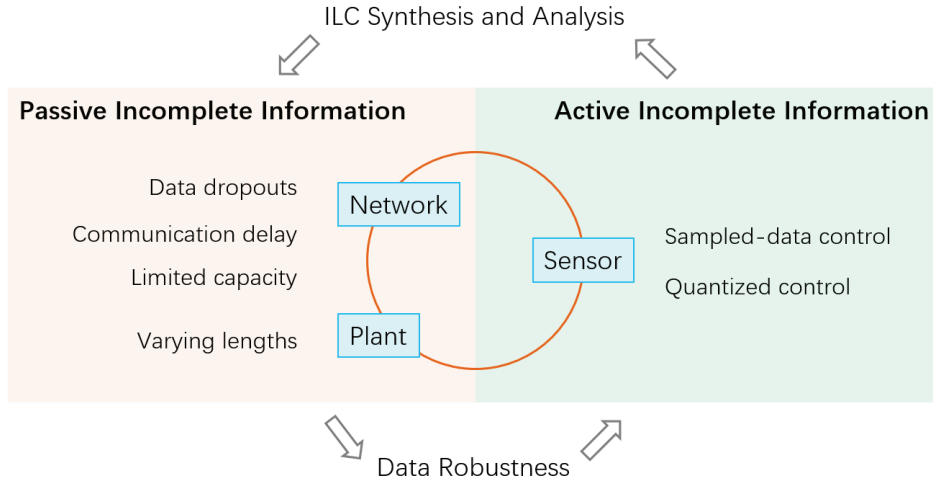 ILC Synthesis and Analysis
Passive Incomplete Information
Active Incomplete Information
Data dropouts
Network
Communication delay
Limited capacity
Sensor
Sampled-data control
Quantized control
Varying lengths
Plant
Data Robustness